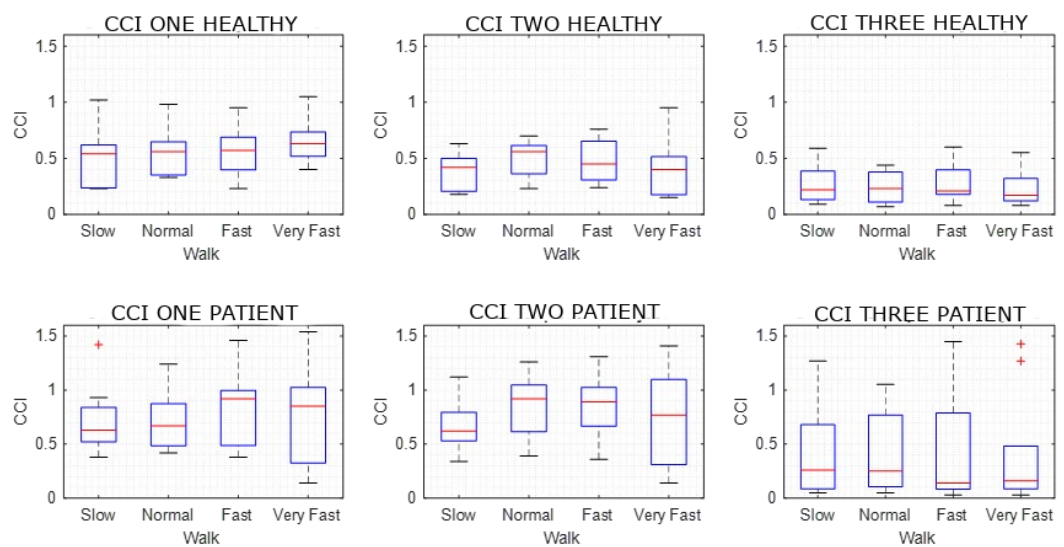 CCI ONE HEALTHY
CCI TWO HEALTHY
CCI THREE HEALTHY
1.5
1
0.5
0
CCI
Slow Normal Fast Very Fast
Walk
1.5
1
0.5
0
CCI
Slow Normal Fast Very Fast
Walk
1.5
1
0.5
0
CCI
Slow Normal Fast Very Fast
Walk
CCI ONE PATIENT
CCI TWO PATIENT
CCI THREE PATIENT
1.5
1
0.5
0
CCI
Slow Normal Fast Very Fast
Walk
1.5
1
0.5
0
CCI
Slow Normal Fast Very Fast
Walk
1.5
1
0.5
0
CCI
Slow Normal Fast Very Fast
Walk